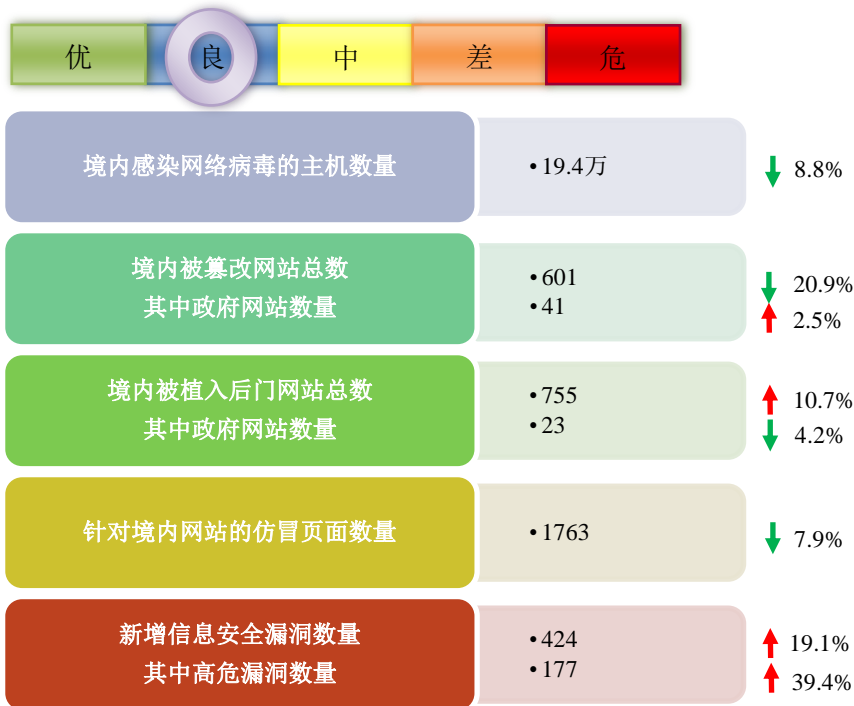 优 良 中 差 危
境内感染网络病毒的主机数量
•19.4万
8.8%
境内被篡改网站总数
其中政府网站数量
•601
•41
20.9%
2.5%
境内被植入后门网站总数
其中政府网站数量
•755
•23
10.7%
4.2%
针对境内网站的仿冒页面数量
•1763
7.9%
新增信息安全漏洞数量
其中高危漏洞数量
•424
•177
19.1%
39.4%